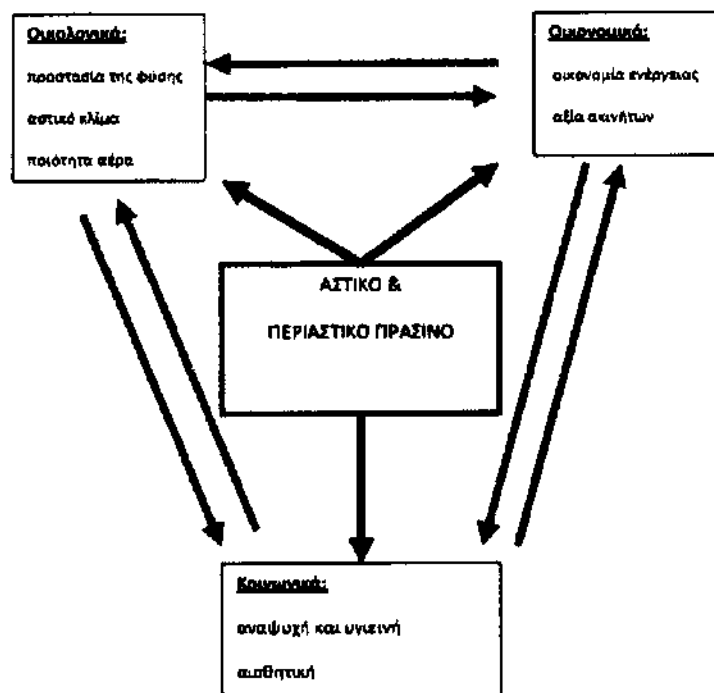 Οικολογικά:
προστασία της φύσης
αστικό κλίμα
ποιότητα αέρα
Οικονομικά:
οικονομία ενέργειας
αξία ακινήτων
ΑΣΤΙΚΟ &
ΠΕΡΙΑΣΤΙΚΟ ΠΡΑΣΙΝΟ
Κοινωνικά:
αναψυχή και υγιεινή
αισθητική